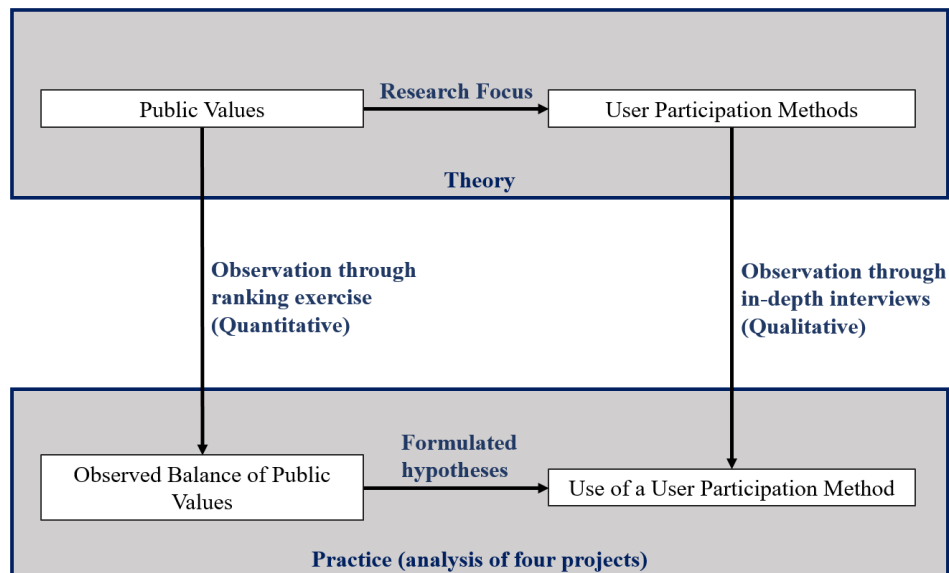 Research Focus
Public Values
User Participation Methods
Theory
Observation through
ranking exercise
(Quantitative)
Observation through
in-depth interviews
(Qualitative)
Formulated
hypotheses
Observed Balance of Public
Values
Use of a User Participation Method
Practice (analysis of four projects)